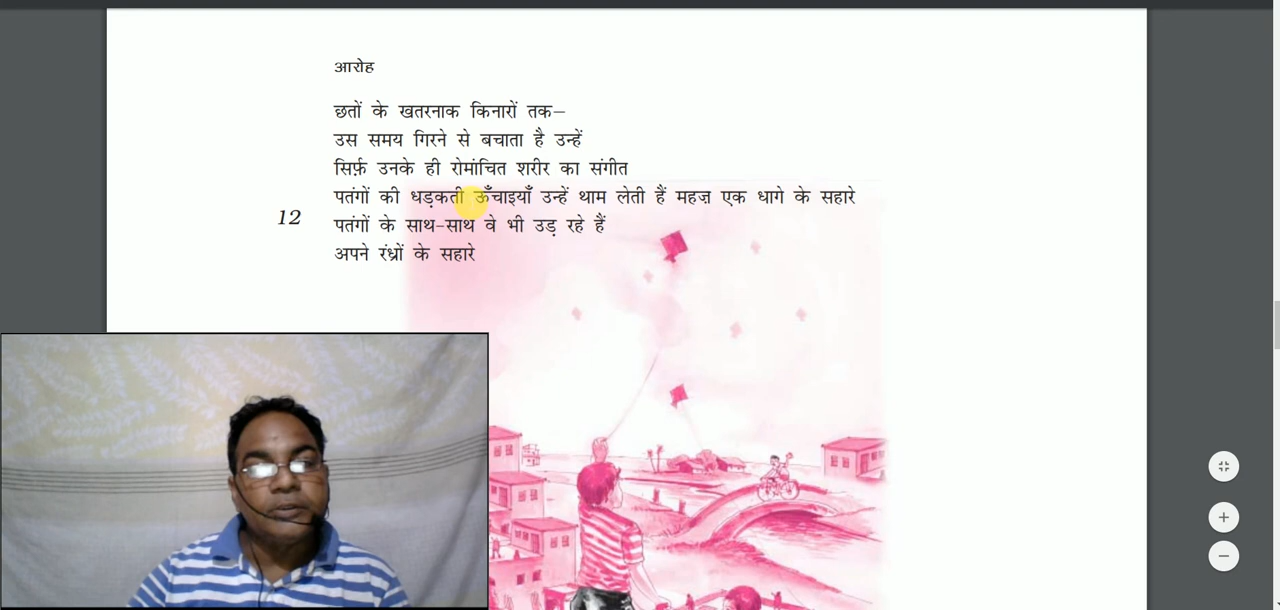 आरोह
छतों के खतरनाक किनारों तक–
उस समय गिरने से बचाता है उन्हें
सिर्फ़ उनके ही रोमांचित शरीर का संगीत
पतंगों की धड़कती ऊँचाइयाँ उन्हें थाम लेती हैं महज़ एक धागे के सहारे
12
पतंगों के साथ-साथ वे भी उड़ रहे हैं
अपने रंध्रों के सहारे